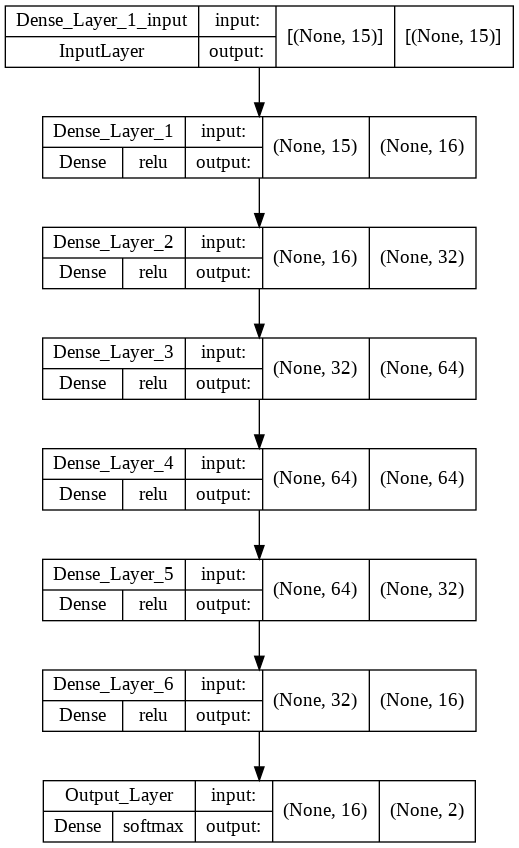 Dense_Layer_1_input input: [(None, 15)] [(None, 15)]
InputLayer output:
Dense_Layer_1 input: (None, 15) (None, 16)
Dense relu output:
Dense_Layer_2 input: (None, 16) (None, 32)
Dense relu output:
Dense_Layer_3 input: (None, 32) (None, 64)
Dense relu output:
Dense_Layer_4 input: (None, 64) (None, 64)
Dense relu output:
Dense_Layer_5 input: (None, 64) (None, 32)
Dense relu output:
Dense_Layer_6 input: (None, 32) (None, 16)
Dense relu output:
Output_Layer input: (None, 16) (None, 2)
Dense softmax output: